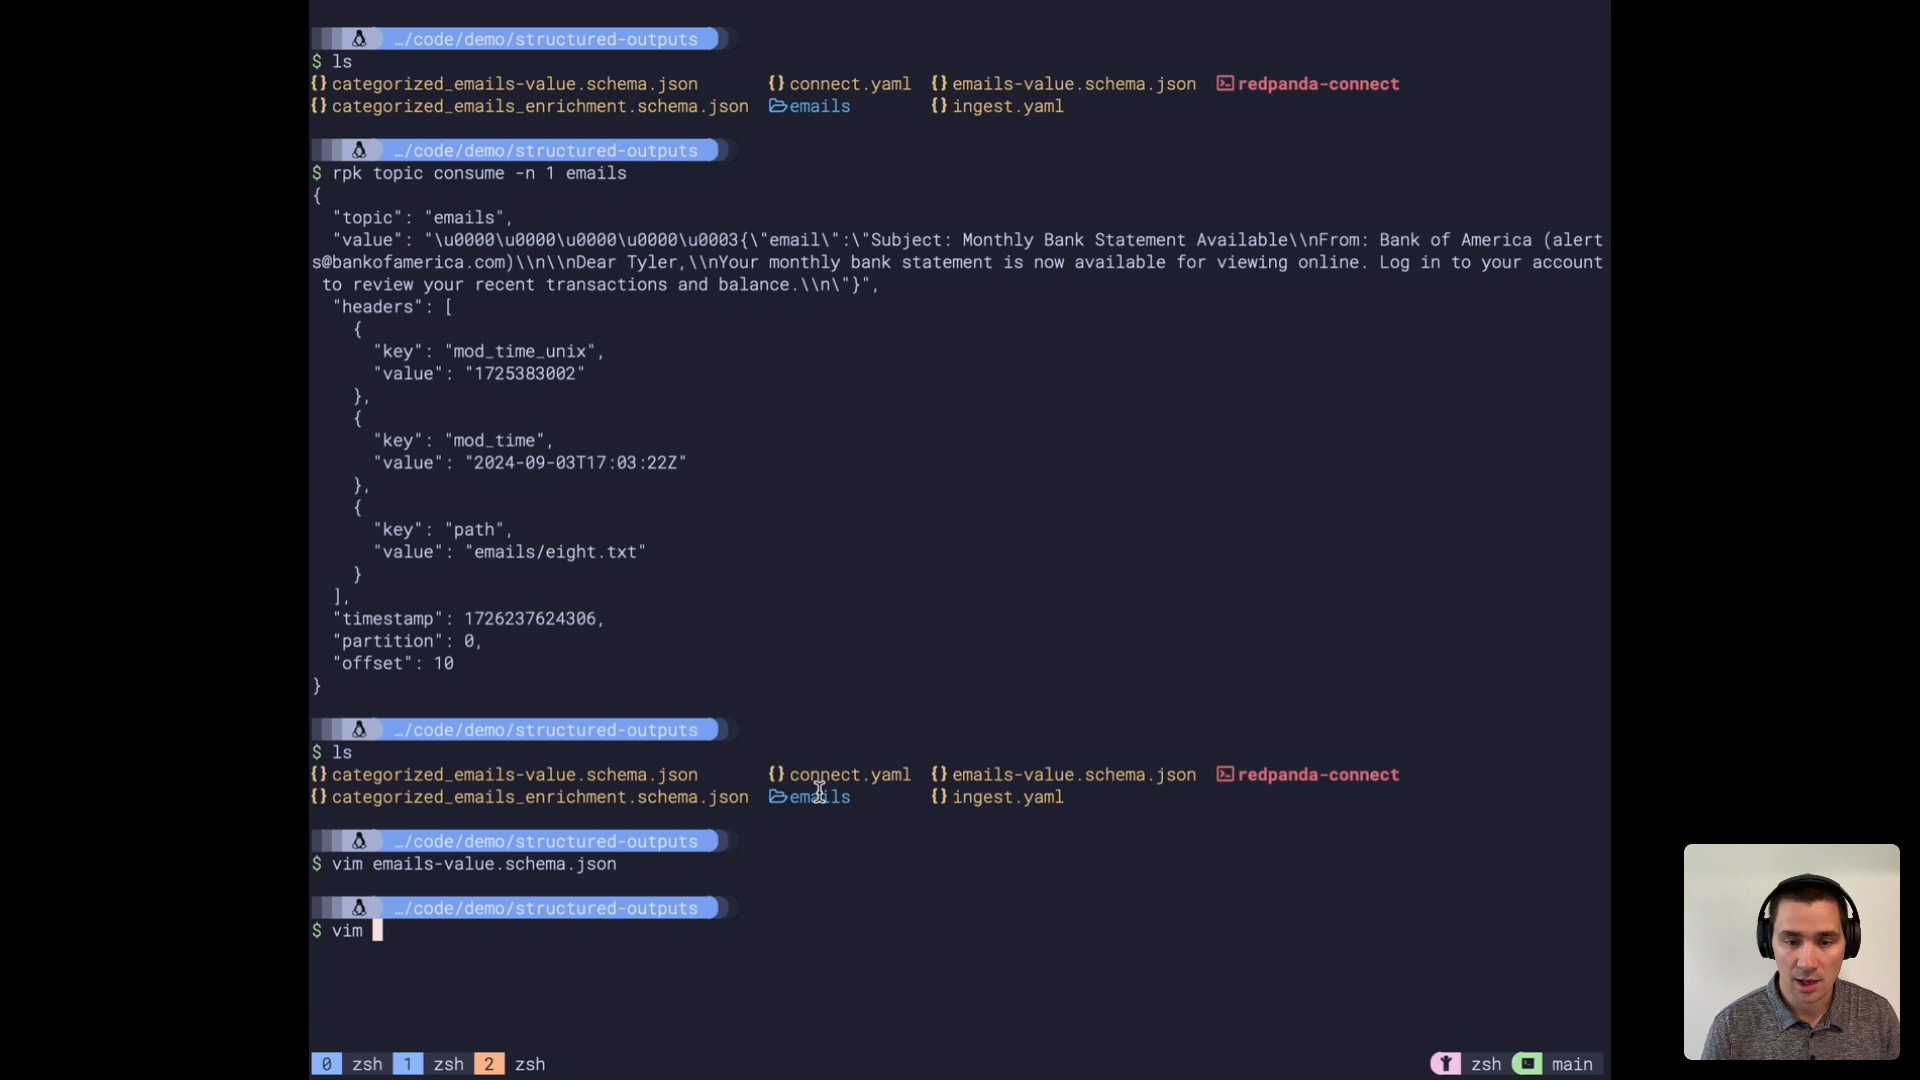 …/code/demo/structured-outputs
$ ls
categorized_emails-value.schema.json connect.yaml emails-value.schema.json redpanda-connect
categorized_emails_enrichment.schema.json emails ingest.yaml
…/code/demo/structured-outputs
$ rpk topic consume -n 1 emails
{
  "topic": "emails",
  "value": "\u0000\u0000\u0000\u0000\u0003{\"email\":\"Subject: Monthly Bank Statement Available\\nFrom: Bank of America (alert
s@bankofamerica.com)\\n\\nDear Tyler,\\nYour monthly bank statement is now available for viewing online. Log in to your account
 to review your recent transactions and balance.\\n\"}",
  "headers": [
    {
      "key": "mod_time_unix",
      "value": "1725383002"
    },
    {
      "key": "mod_time",
      "value": "2024-09-03T17:03:22Z"
    },
    {
      "key": "path",
      "value": "emails/eight.txt"
    }
  ],
  "timestamp": 1726237624306,
  "partition": 0,
  "offset": 10
}
…/code/demo/structured-outputs
$ ls
categorized_emails-value.schema.json connect.yaml emails-value.schema.json redpanda-connect
categorized_emails_enrichment.schema.json emails ingest.yaml
…/code/demo/structured-outputs
$ vim emails-value.schema.json
…/code/demo/structured-outputs
$ vim
0 zsh 1 zsh 2 zsh zsh main